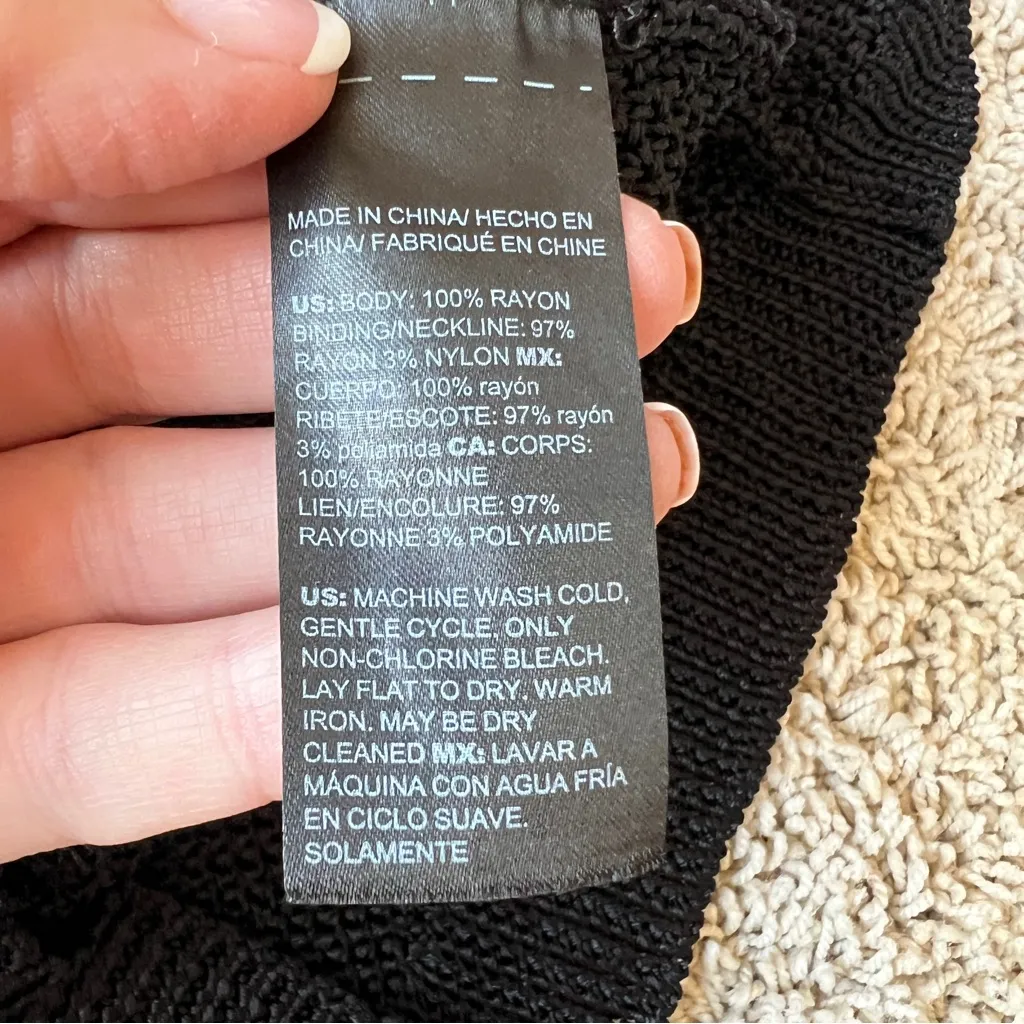 MADE IN CHINA/ HECHO EN
CHINA/ FABRIQUÉ EN CHINE
US: BODY: 100% RAYON
BINDING/NECKLINE: 97%
RAYON 3% NYLON MX:
CUERPO: 100% rayón
RIBETE/ESCOTE: 97% rayón
3% poliamida CA: CORPS:
100% RAYONNE
LIEN/ENCOLURE: 97%
RAYONNE 3% POLYAMIDE
US: MACHINE WASH COLD,
GENTLE CYCLE. ONLY
NON-CHLORINE BLEACH.
LAY FLAT TO DRY. WARM
IRON. MAY BE DRY
CLEANED MX: LAVAR A
MÁQUINA CON AGUA FRÍA
EN CICLO SUAVE.
SOLAMENTE